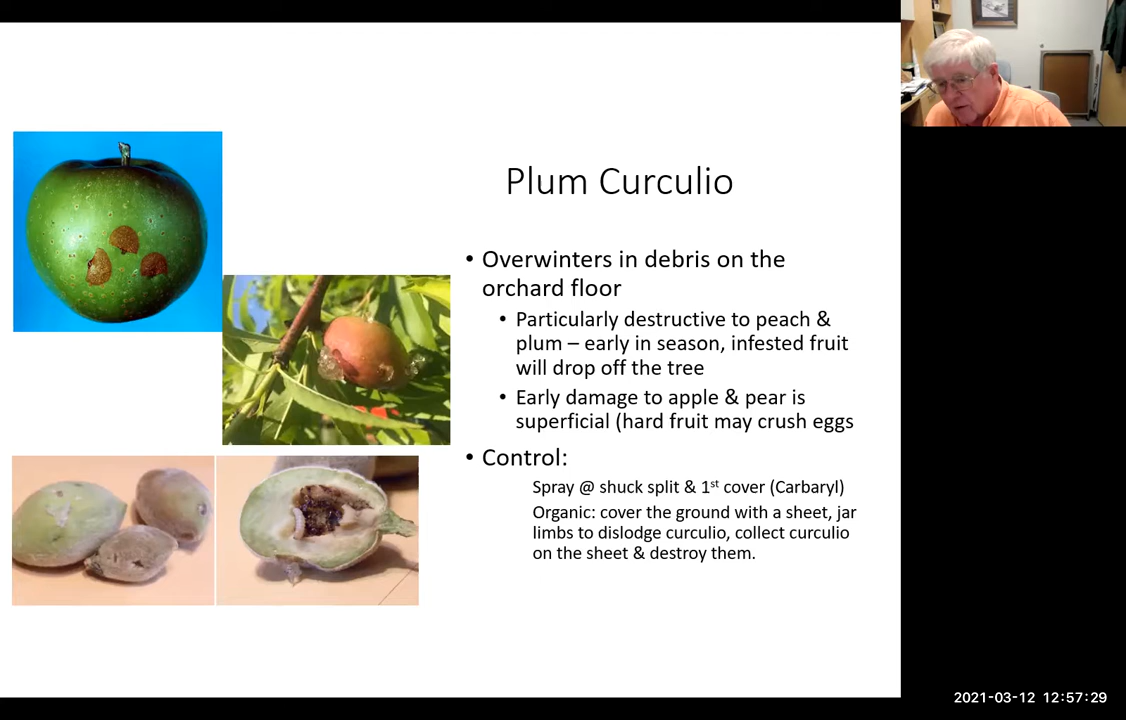 Plum Curculio
• Overwinters in debris on the
orchard floor
• Particularly destructive to peach &
plum – early in season, infested fruit
will drop off the tree
• Early damage to apple & pear is
superficial (hard fruit may crush eggs
• Control:
Spray @ shuck split & 1st cover (Carbaryl)
Organic: cover the ground with a sheet, jar
limbs to dislodge curculio, collect curculio
on the sheet & destroy them.
2021-03-12 12:57:29